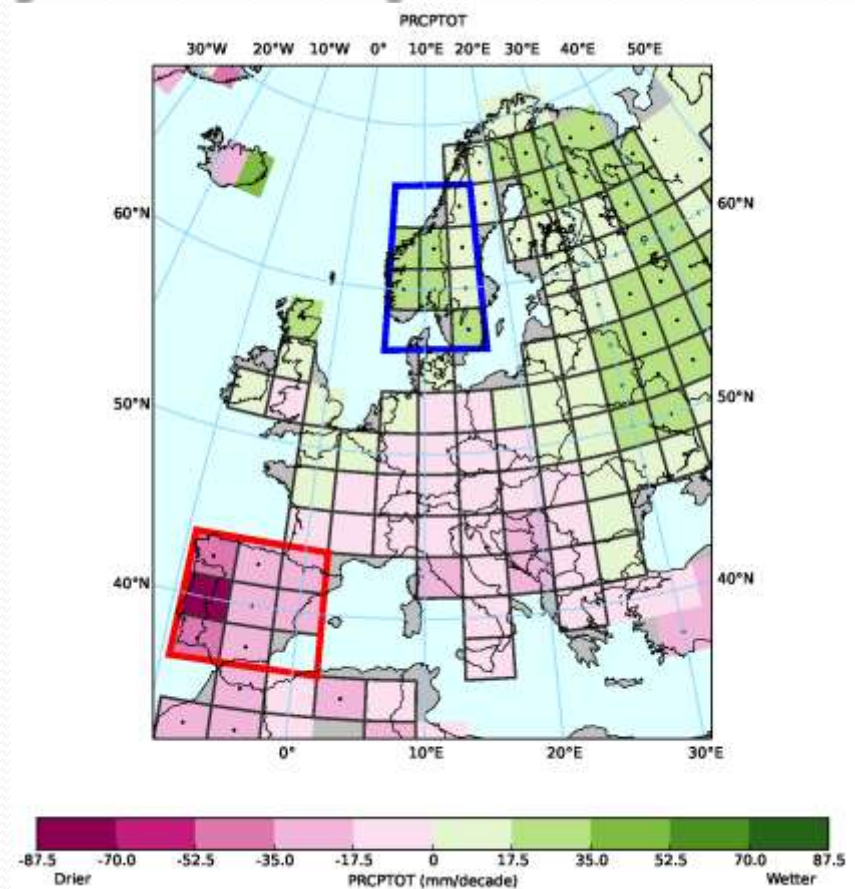 PRCPTOT
30°W 20°W 10°W 0° 10°E 20°E 30°E 40°E 50°E
60°N 60°N
50°N 50°N
40°N 40°N
0° 10°E 20°E 30°E
-87.5 -70.0 -52.5 -35.0 -17.5 0 17.5 35.0 52.5 70.0 87.5
Drier PRCPTOT (mm/decade) Wetter